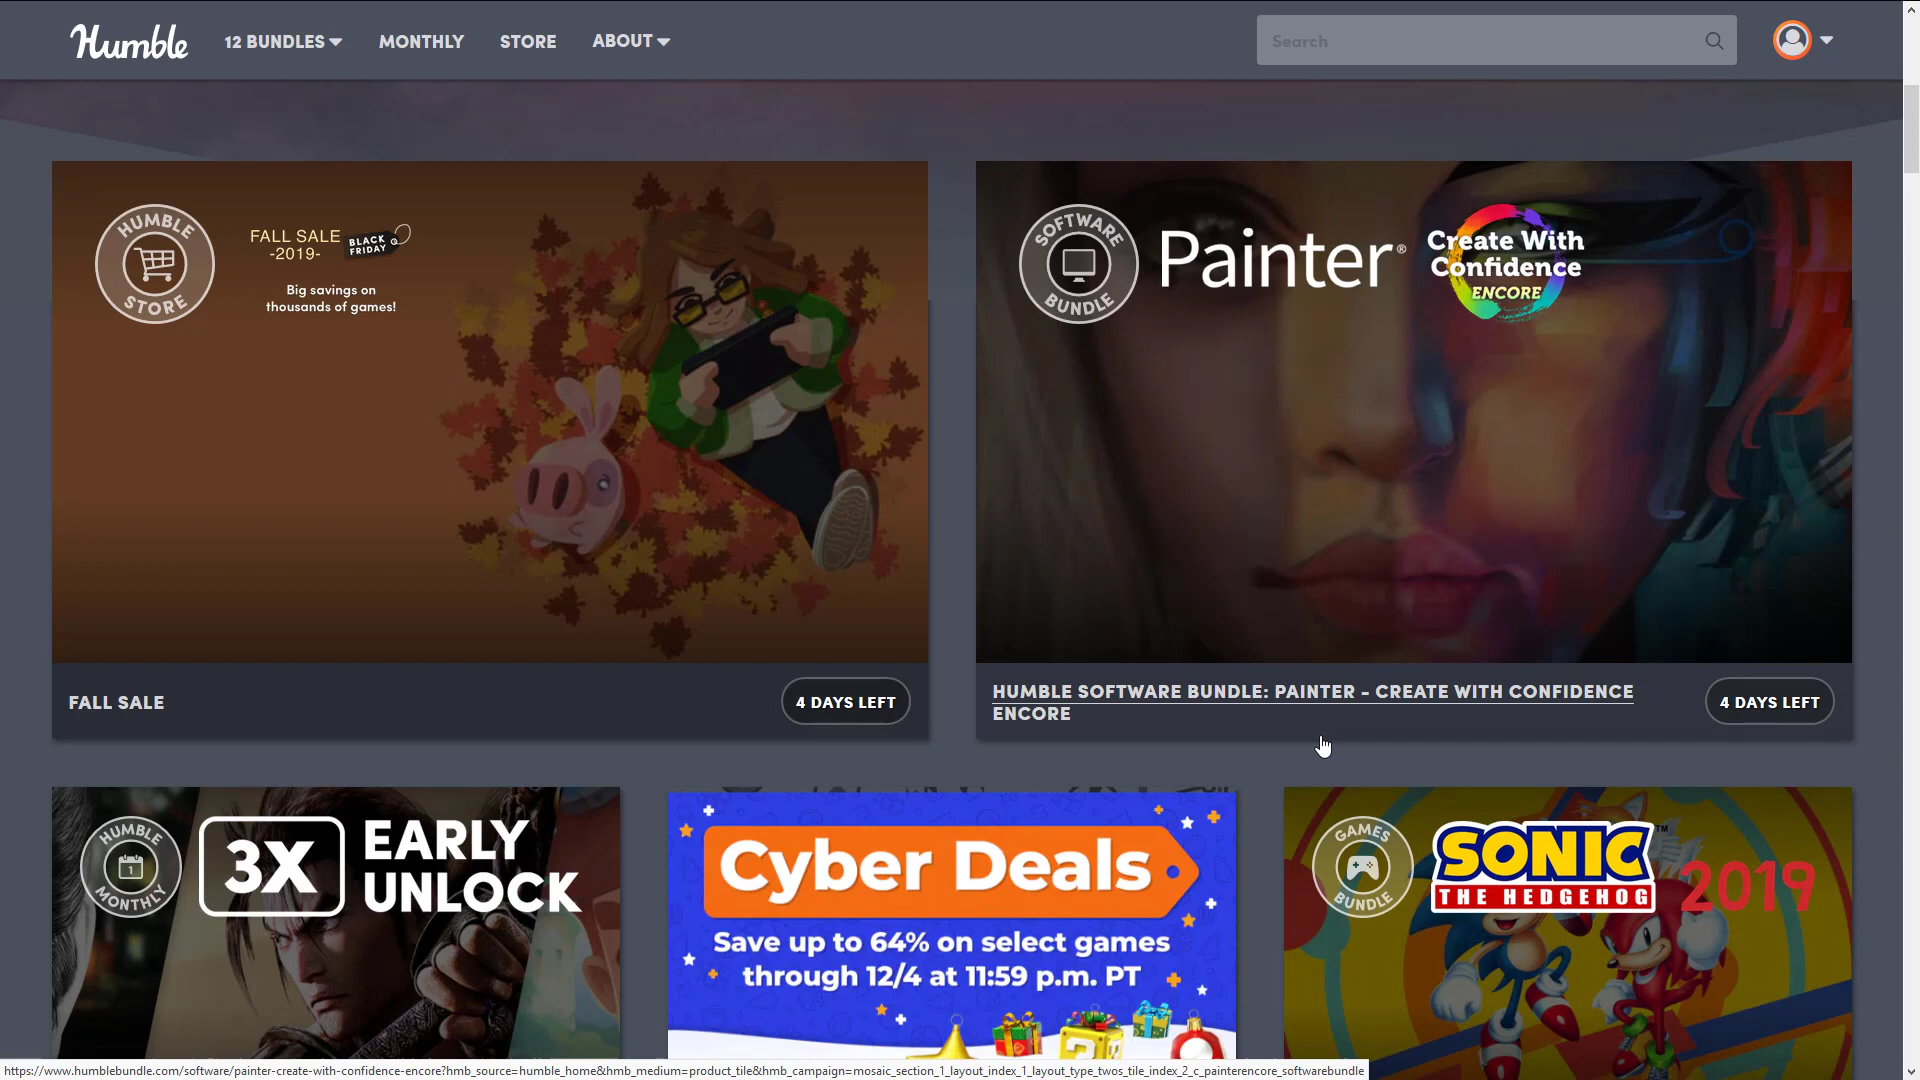 Humble
12 BUNDLES
MONTHLY
STORE
ABOUT
Search
HUMBLE
STORE
FALL SALE
-2019-
BLACK
FRIDAY
Big savings on
thousands of games!
SOFTWARE
BUNDLE
Painter®
Create With
Confidence
ENCORE
FALL SALE
4 DAYS LEFT
HUMBLE SOFTWARE BUNDLE: PAINTER - CREATE WITH CONFIDENCE
ENCORE
4 DAYS LEFT
HUMBLE
1
MONTHLY
3X
EARLY
UNLOCK
Cyber Deals
Save up to 64% on select games
through 12/4 at 11:59 p.m. PT
GAMES
BUNDLE
SONIC™
THE HEDGEHOG
2019
https://www.humblebundle.com/software/painter-create-with-confidence-encore?hmb_source=humble_home&hmb_medium=product_tile&hmb_campaign=mosaic_section_1_layout_index_1_layout_type_twos_tile_index_2_c_painterencore_softwarebundle